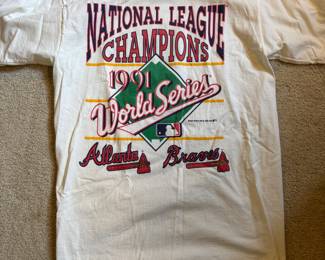 NATIONAL LEAGUE
CHAMPIONS
1991
World Series
Atlanta Braves